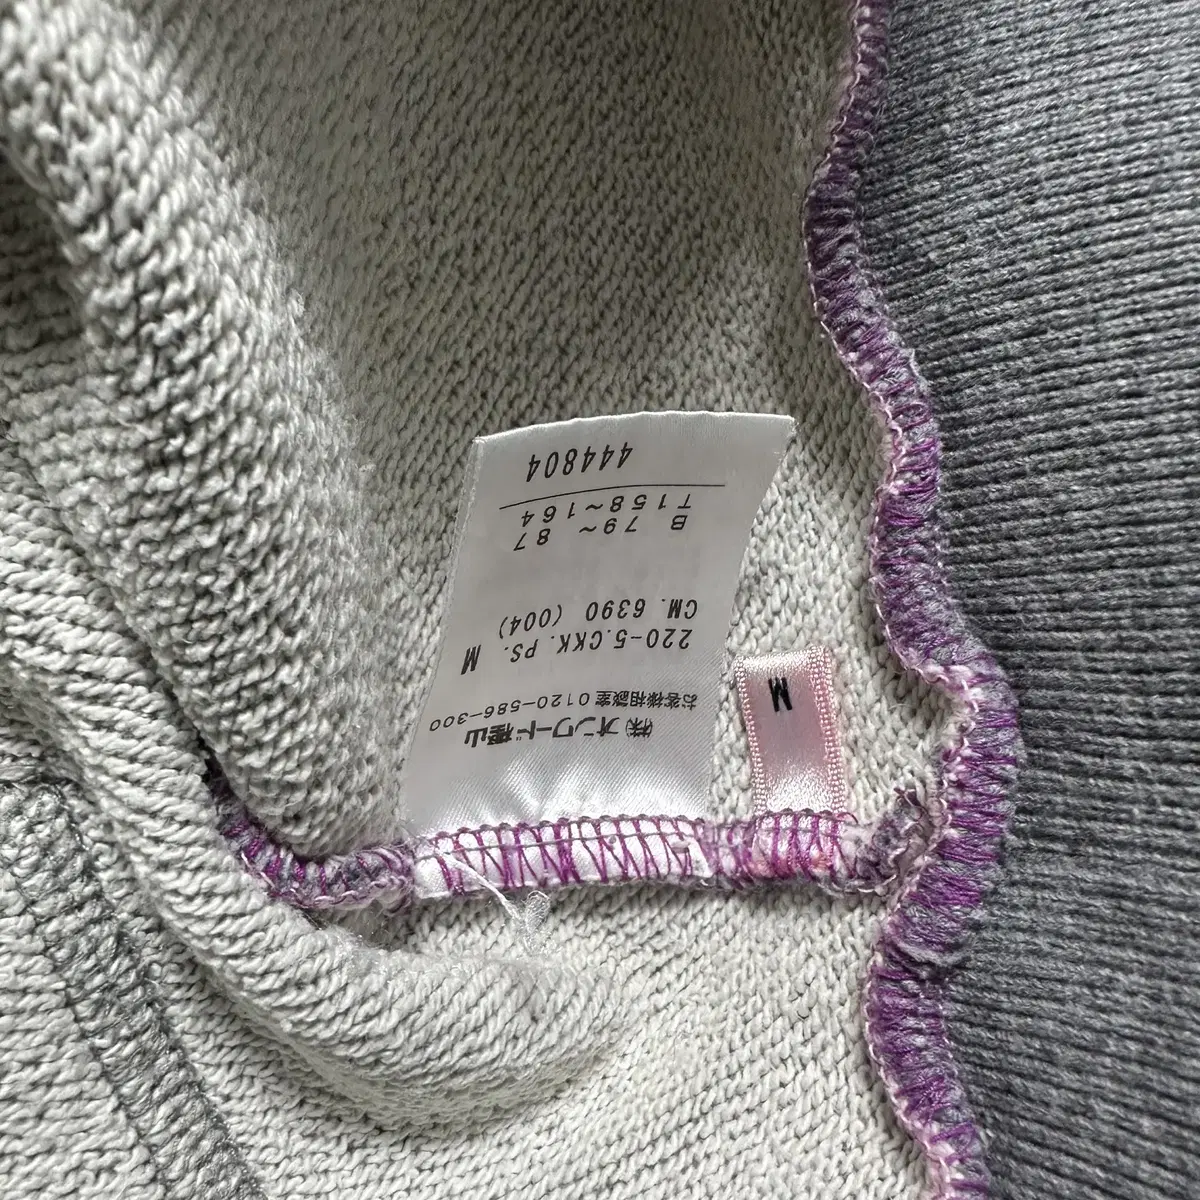 ㈱オンワード樫山
お客様相談室 0120-586-300
220-5.CKK.PS. M
CM. 6390 (004)
B 79~ 87
T158~164
444804
M